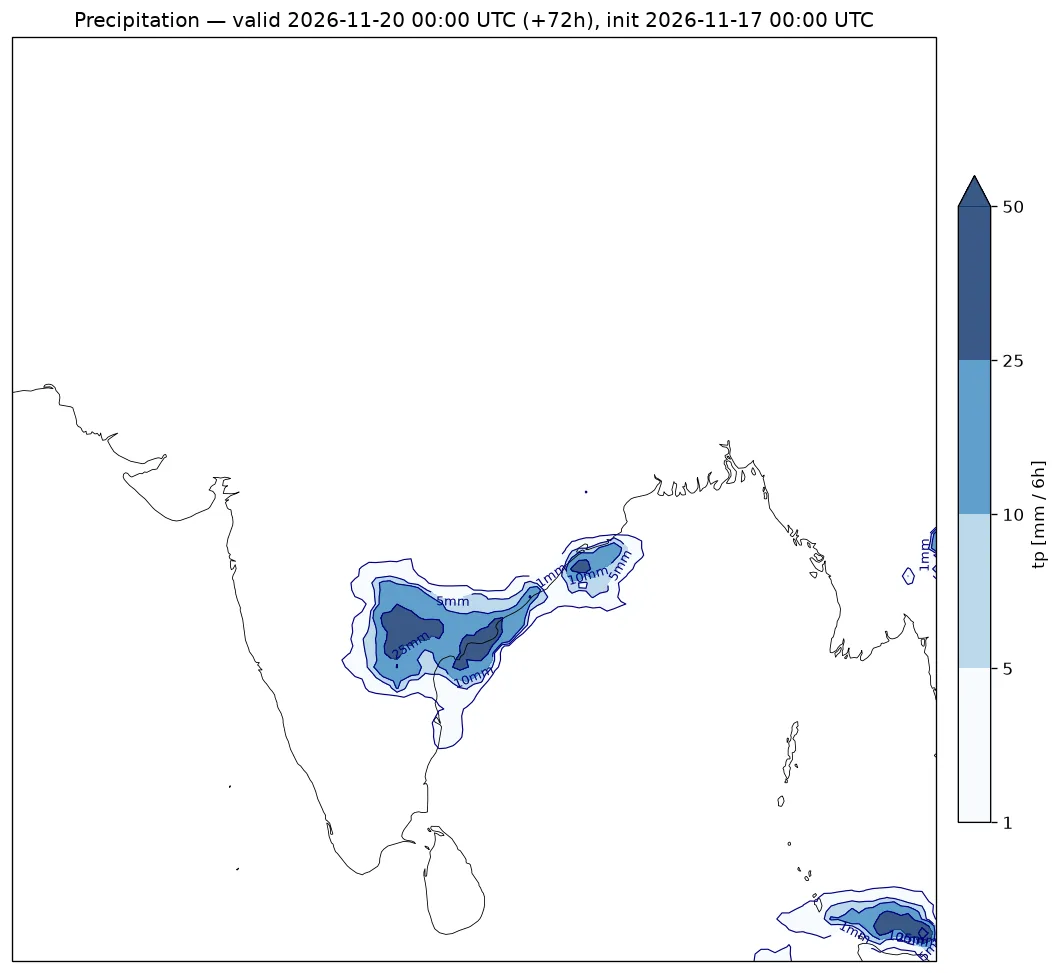 Precipitation — valid 2026-11-20 00:00 UTC (+72h), init 2026-11-17 00:00 UTC
50
25
10
5
1
tp [mm / 6h]
1mm
5mm
10mm
1mm
5mm
25mm
10mm
1mm